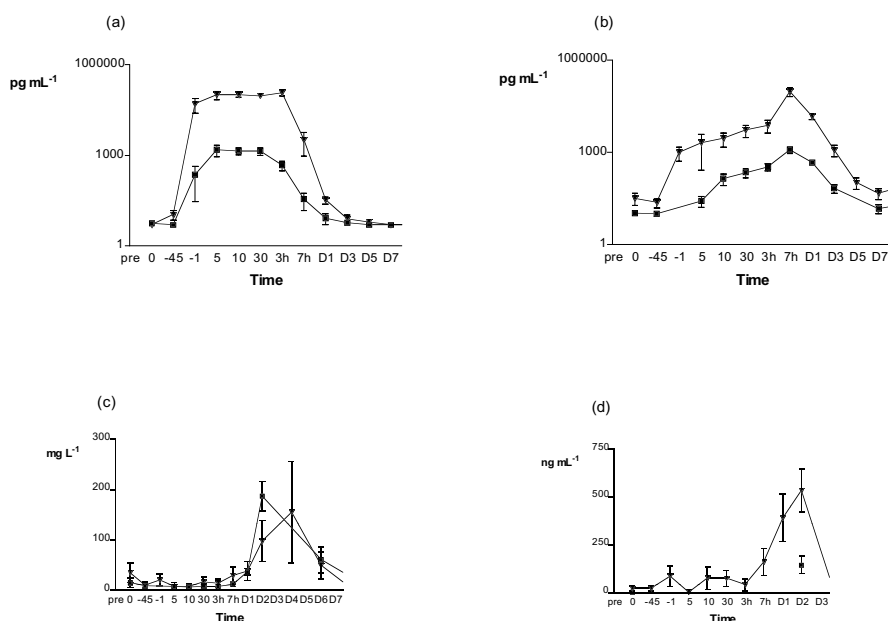 (a)
pg mL-1
1000000
1000
1
pre 0 -45 -1 5 10 30 3h 7h D1 D3 D5 D7
Time
(b)
pg mL-1
1000000
1000
1
pre 0 -45 -1 5 10 30 3h 7h D1 D3 D5 D7
Time
(c)
mg L-1
300
200
100
0
pre 0 -45 -1 5 10 30 3h 7h D1 D2 D3 D4 D5 D6 D7
Time
(d)
ng mL-1
750
500
250
0
pre 0 -45 -1 5 10 30 3h 7h D1 D2 D3
Time